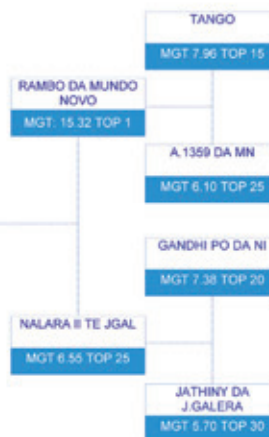 TANGO
MGT 7.96 TOP 15
RAMBO DA MUNDO
NOVO
MGT: 15.32 TOP 1
A.1359 DA MN
MGT 6.10 TOP 25
GANDHI PO DA NI
MGT 7.38 TOP 20
NALARA II TE JGAL
MGT 6.55 TOP 25
JATHINY DA
J.GALERA
MGT 5.70 TOP 30